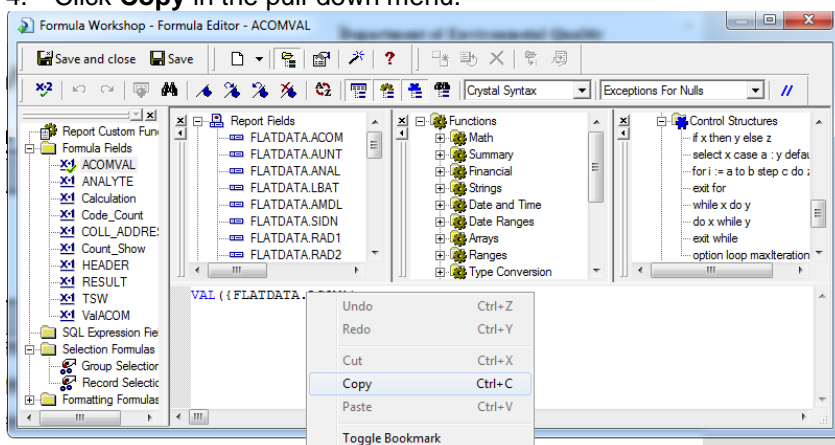 4. Click Copy in the pull-down menu.
Formula Workshop - Formula Editor - ACOMVAL
Save and close Save
Crystal Syntax Exceptions For Nulls
Report Custom Fun
Formula Fields
ACOMVAL
ANALYTE
Calculation
Code_Count
COLL_ADDRE
Count_Show
HEADER
RESULT
TSW
ValACOM
SQL Expression Fie
Selection Formulas
Group Selection
Record Selectic
Formatting Formulas
Report Fields
FLATDATA.ACOM
FLATDATA.AUNT
FLATDATA.ANAL
FLATDATA.LBAT
FLATDATA.AMDL
FLATDATA.SIDN
FLATDATA.RAD1
FLATDATA.RAD2
Functions
Math
Summary
Financial
Strings
Date and Time
Date Ranges
Arrays
Ranges
Type Conversion
Control Structures
if x then y else z
select x case a : y defau
for i := a to b step c do
exit for
while x do y
do x while y
exit while
option loop maxIteration
VAL({FLATDATA.
Undo Ctrl+Z
Redo Ctrl+Y
Cut Ctrl+X
Copy Ctrl+C
Paste Ctrl+V
Toggle Bookmark